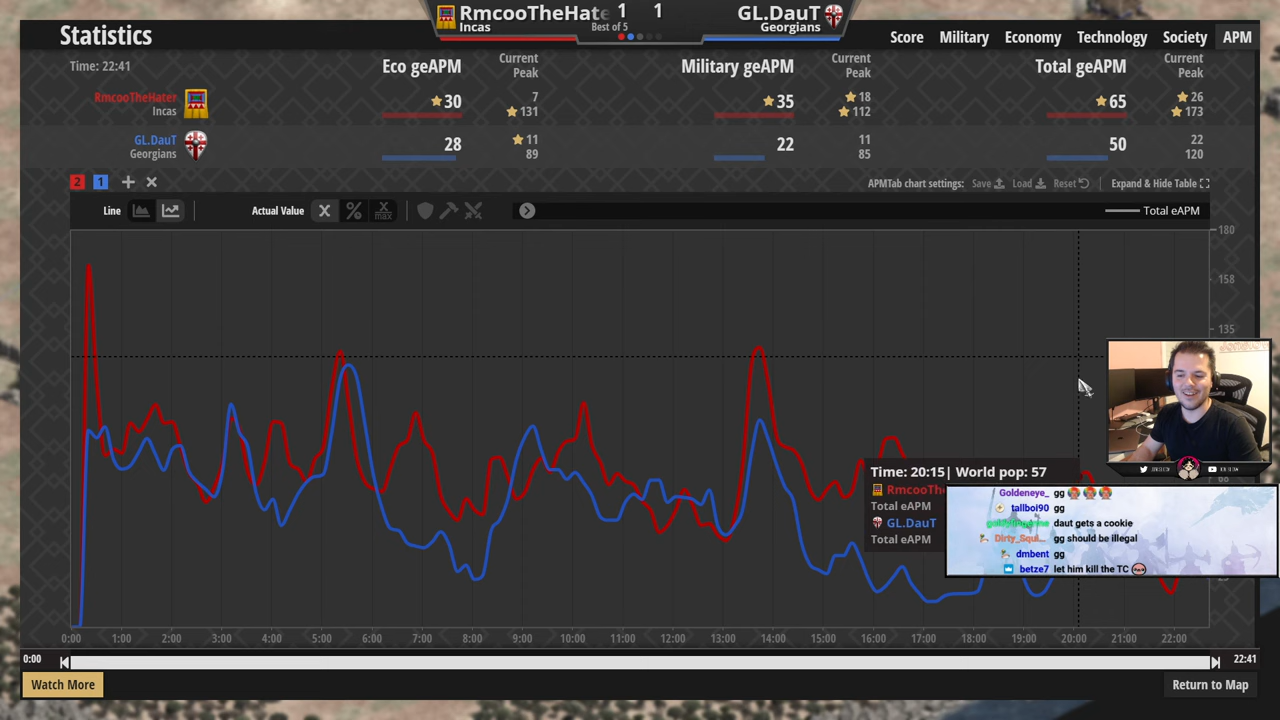 RmcooTheHate 1 1 GL.DauT
Incas Best of 5 Georgians
Statistics
Score Military Economy Technology Society APM
Time: 22:41
Eco geAPM Current Peak Military geAPM Current Peak Total geAPM Current Peak
RmcooTheHater Incas 30 7 131 35 18 112 65 26 173
GL.DauT Georgians 28 11 89 22 11 85 50 22 120
2 1
APMTab chart settings: Save Load Reset Expand & Hide Table
Line Actual Value X % X max Total eAPM
180
158
135
Time: 20:15| World pop: 57
RmcooTh
Total eAPM
GL.DauT
Total eAPM
Goldeneye_ gg
tallboi90 gg
daut gets a cookie
Dirty_Squi... gg should be illegal
dmbent gg
betze7 let him kill the TC
0:00 1:00 2:00 3:00 4:00 5:00 6:00 7:00 8:00 9:00 10:00 11:00 12:00 13:00 14:00 15:00 16:00 17:00 18:00 19:00 20:00 21:00 22:00
0:00 22:41
Watch More Return to Map